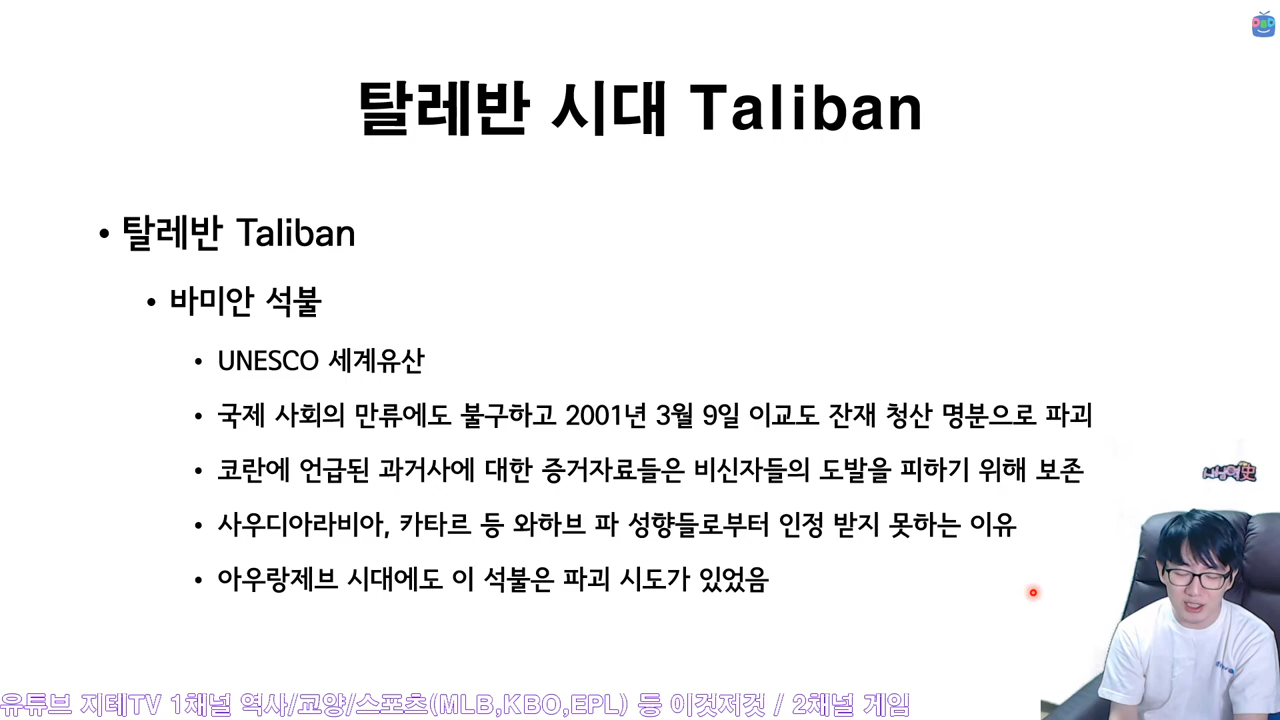 탈레반 시대 Taliban
• 탈레반 Taliban
• 바미안 석불
• UNESCO 세계유산
• 국제 사회의 만류에도 불구하고 2001년 3월 9일 이교도 잔재 청산 명분으로 파괴
• 코란에 언급된 과거사에 대한 증거자료들은 비신자들의 도발을 피하기 위해 보존
• 사우디아라비아, 카타르 등 와하브 파 성향들로부터 인정 받지 못하는 이유
• 아우랑제브 시대에도 이 석불은 파괴 시도가 있었음
유튜브 지테TV 1채널 역사/교양/스포츠(MLB,KBO,EPL) 등 이것저것 / 2채널 게임